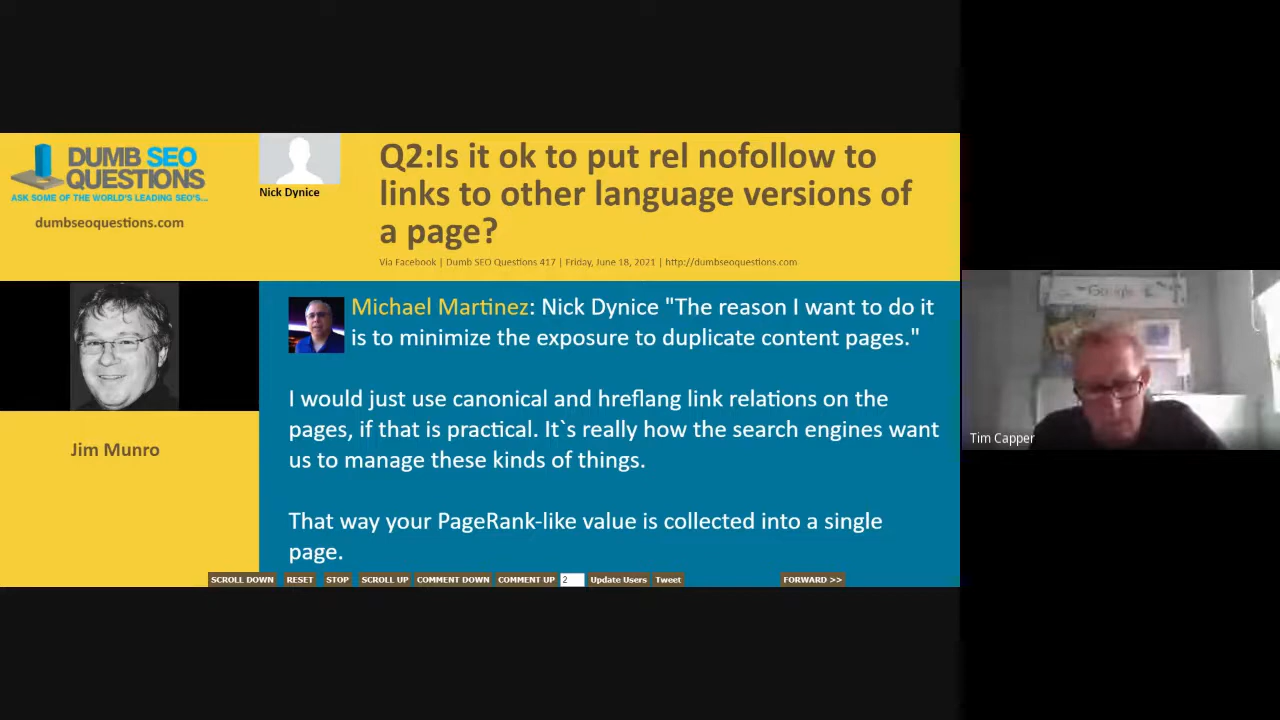 DUMB SEO
QUESTIONS
ASK SOME OF THE WORLD'S LEADING SEO'S...
dumbseoquestions.com
Nick Dynice
Q2:Is it ok to put rel nofollow to
links to other language versions of
a page?
Via Facebook | Dumb SEO Questions 417 | Friday, June 18, 2021 | http://dumbseoquestions.com
Jim Munro
Michael Martinez: Nick Dynice "The reason I want to do it
is to minimize the exposure to duplicate content pages."
I would just use canonical and hreflang link relations on the
pages, if that is practical. It`s really how the search engines want
us to manage these kinds of things.
That way your PageRank-like value is collected into a single
page.
SCROLL DOWN RESET STOP SCROLL UP COMMENT DOWN COMMENT UP 2 Update Users Tweet FORWARD >>
Google
Tim Capper